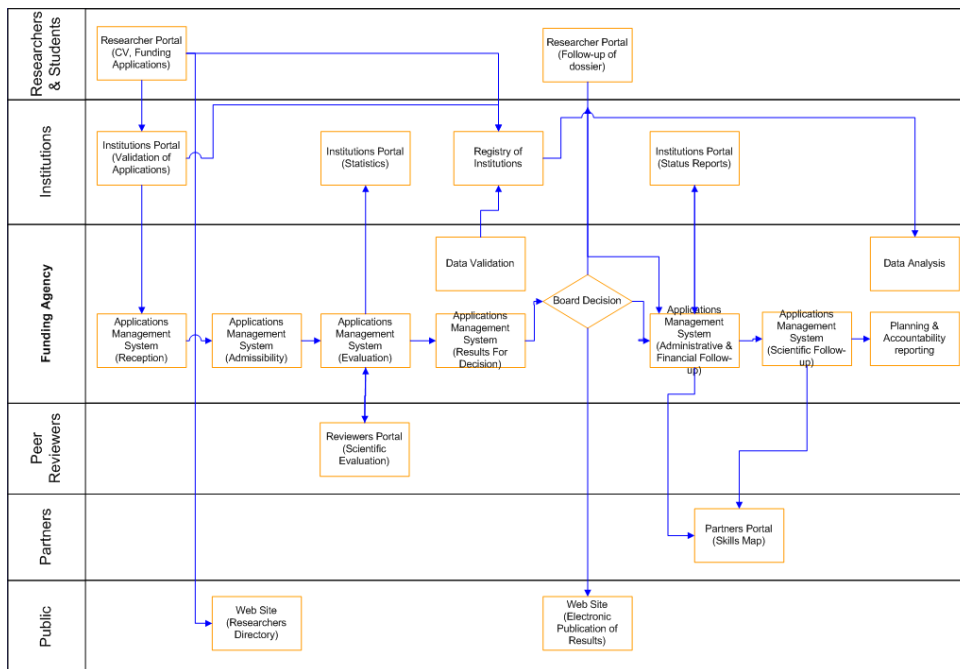 Researchers
& Students
Researcher Portal
(CV, Funding
Applications)
Researcher Portal
(Follow-up of
dossier)
Institutions
Institutions Portal
(Validation of
Applications)
Institutions Portal
(Statistics)
Registry of
Institutions
Institutions Portal
(Status Reports)
Funding Agency
Data Validation
Data Analysis
Board Decision
Applications
Management
System
(Reception)
Applications
Management
System
(Admissibility)
Applications
Management
System
(Evaluation)
Applications
Management
System
(Results For
Decision)
Applications
Management
System
(Administrative &
Financial Follow-
up)
Applications
Management
System
(Scientific Follow-
up)
Planning &
Accountability
reporting
Peer
Reviewers
Reviewers Portal
(Scientific
Evaluation)
Partners
Partners Portal
(Skills Map)
Public
Web Site
(Researchers
Directory)
Web Site
(Electronic
Publication of
Results)